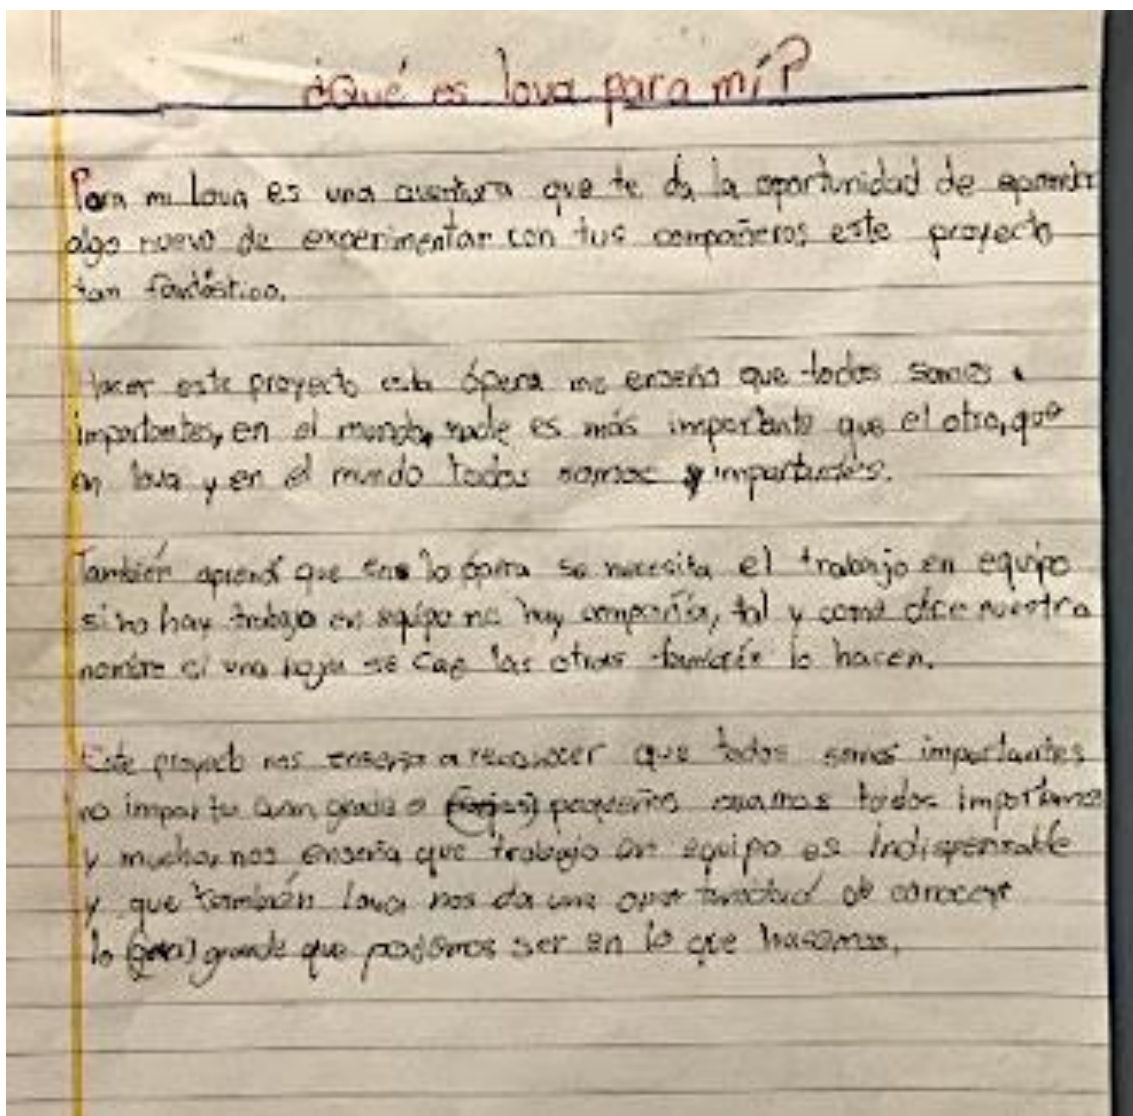 ¿Qué es lova para mí?
Para mi Lova es una aventura que te da la oportunidad de aprender
algo nuevo de experimentar con tus compañeros este proyecto
tan fantástico.
Hacer este proyecto esta ópera me enseño que todos somos
importantes, en el mundo, nadie es más importante que el otro, que
en lova y en el mundo todos somos importantes.
También aprendí que en la ópera se necesita el trabajo en equipo
si no hay trabajo en equipo no hay compañía, tal y como dice nuestro
nombre si una hoja se cae las otras también lo hacen.
Este proyecto nos enseña a reconocer que todos somos importantes
no importa cuan grade o pequeños seamos todos importamos
y mucho, nos enseña que trabajo en equipo es indispensable
y que también lova nos da una oportunidad de conocer
lo grande que podemos ser en lo que hacemos.